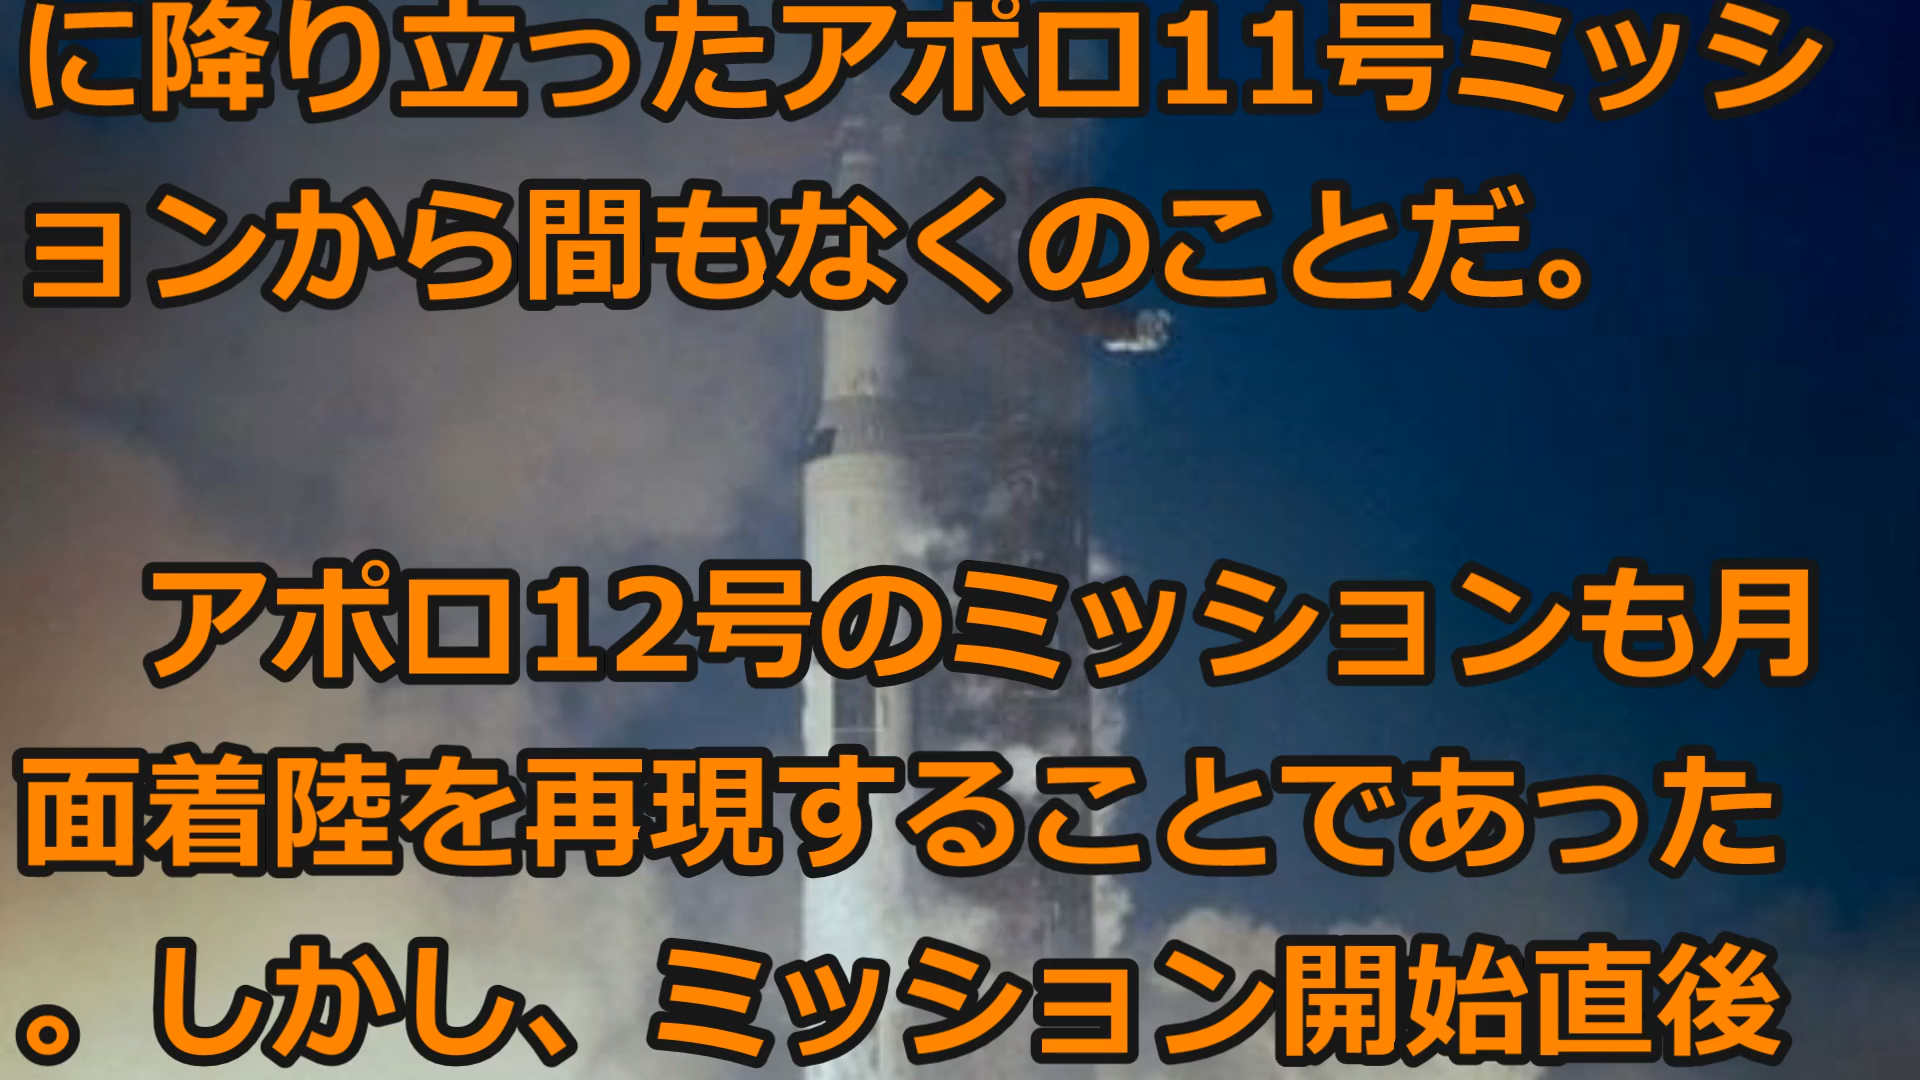 に降り立ったアポロ11号ミッシ
ョンから間もなくのことだ。
アポロ12号のミッションも月
面着陸を再現することであった
。しかし、ミッション開始直後